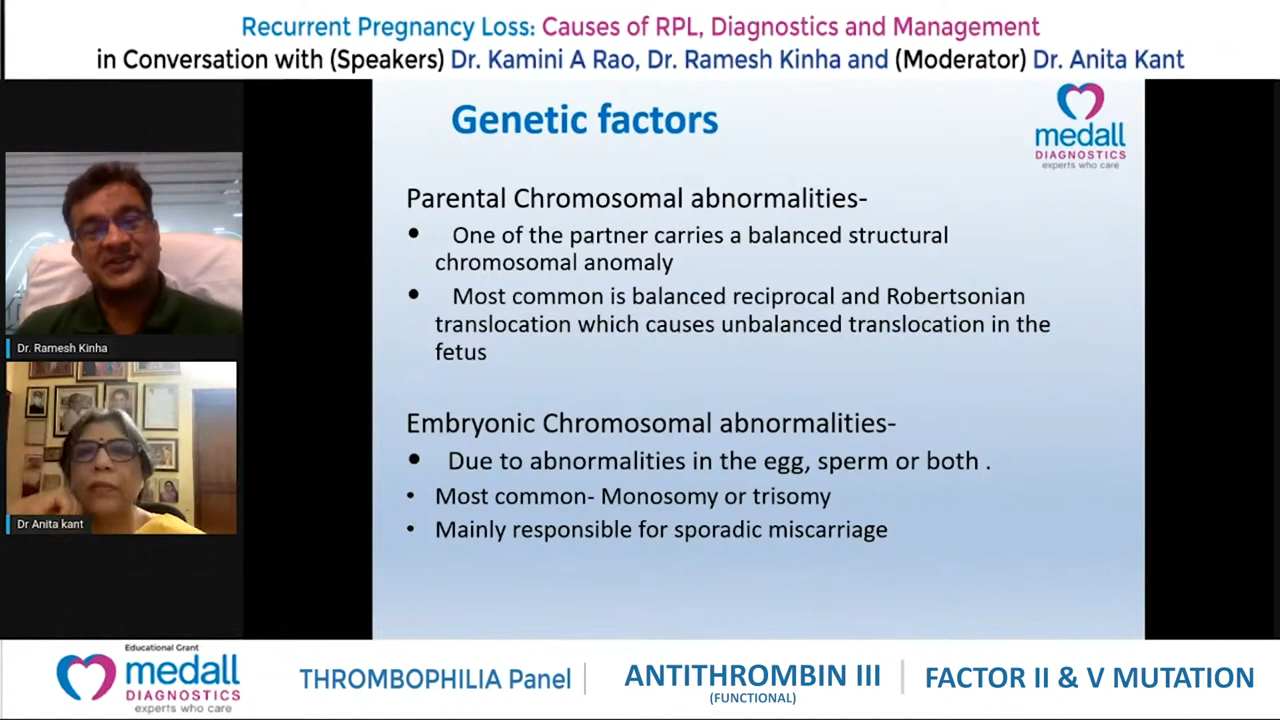 Recurrent Pregnancy Loss: Causes of RPL, Diagnostics and Management
in Conversation with (Speakers) Dr. Kamini A Rao, Dr. Ramesh Kinha and (Moderator) Dr. Anita Kant
Genetic factors
medall
DIAGNOSTICS
experts who care
Parental Chromosomal abnormalities-
• One of the partner carries a balanced structural
chromosomal anomaly
• Most common is balanced reciprocal and Robertsonian
translocation which causes unbalanced translocation in the
fetus
Embryonic Chromosomal abnormalities-
• Due to abnormalities in the egg, sperm or both .
• Most common- Monosomy or trisomy
• Mainly responsible for sporadic miscarriage
Dr. Ramesh Kinha
Dr Anita kant
Educational Grant
medall
DIAGNOSTICS
experts who care
THROMBOPHILIA Panel
ANTITHROMBIN III
(FUNCTIONAL)
FACTOR II & V MUTATION